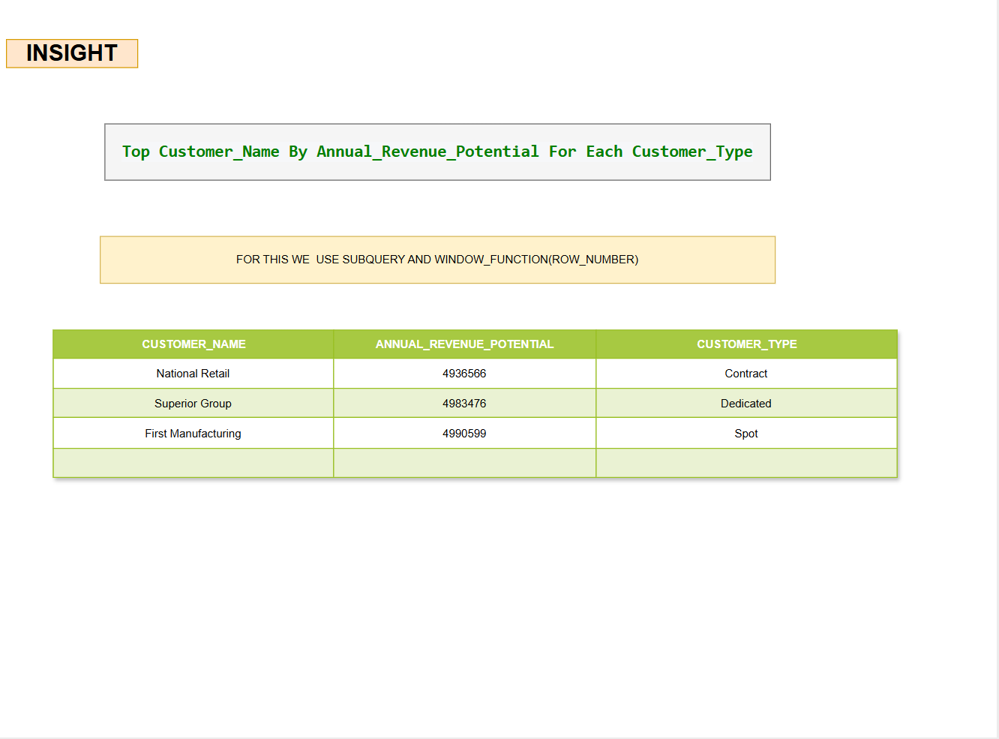 INSIGHT
Top Customer_Name By Annual_Revenue_Potential For Each Customer_Type
FOR THIS WE  USE SUBQUERY AND WINDOW_FUNCTION(ROW_NUMBER)
CUSTOMER_NAME ANNUAL_REVENUE_POTENTIAL CUSTOMER_TYPE
National Retail 4936566 Contract
Superior Group 4983476 Dedicated
First Manufacturing 4990599 Spot